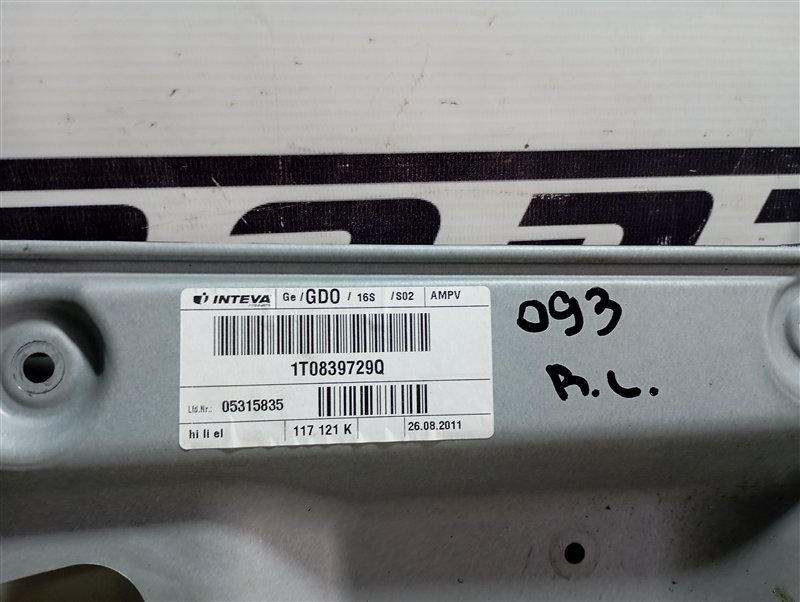 INTEVA Ge / GDO / 16S / S02 AMPV
1T0839729Q
Lfd.Nr.: 05315835
hi li el 117 121 K 26.08.2011
093
R.L.